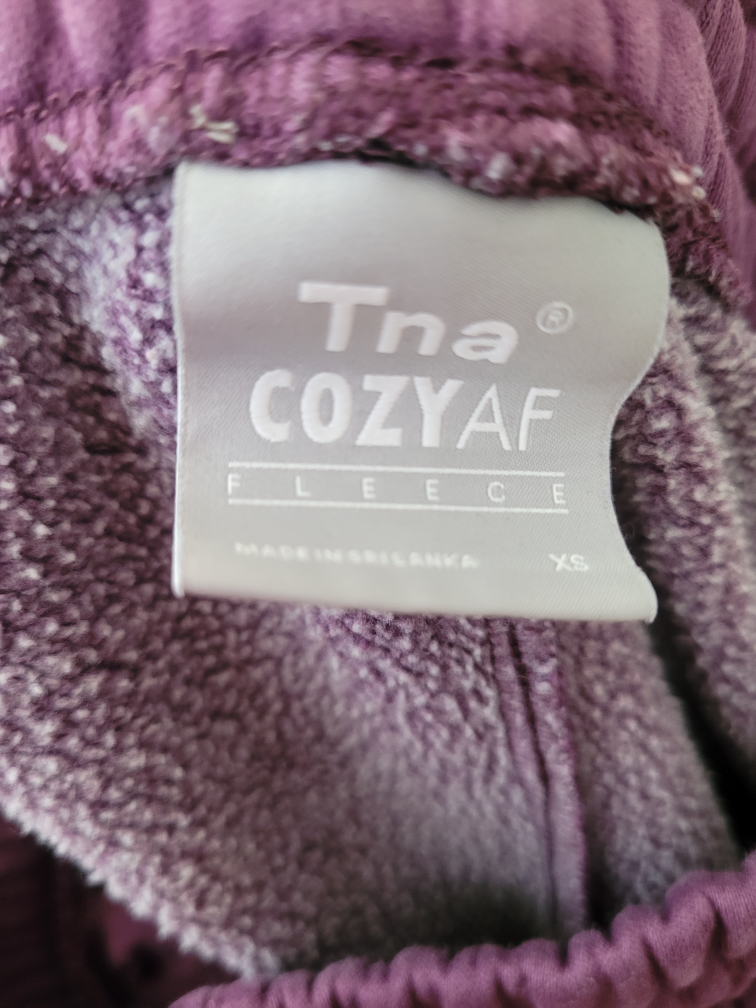 Tna®
COZYAF
FLEECE
MADE IN SRI LANKA XS